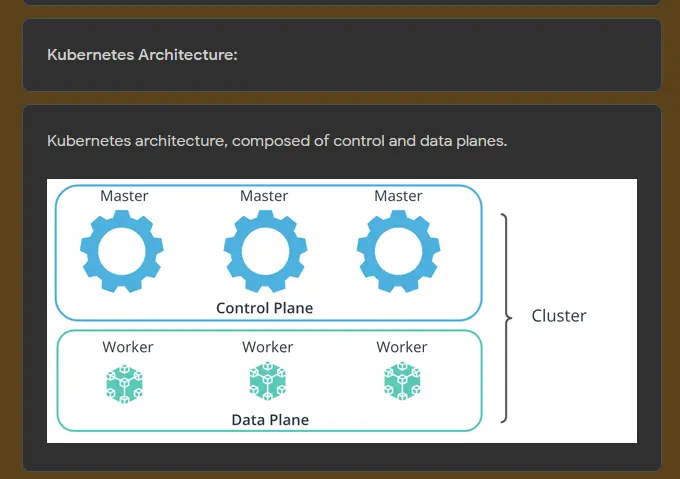 Kubernetes Architecture:
Kubernetes architecture, composed of control and data planes.
Master Master Master
Control Plane
Cluster
Worker Worker Worker
Data Plane